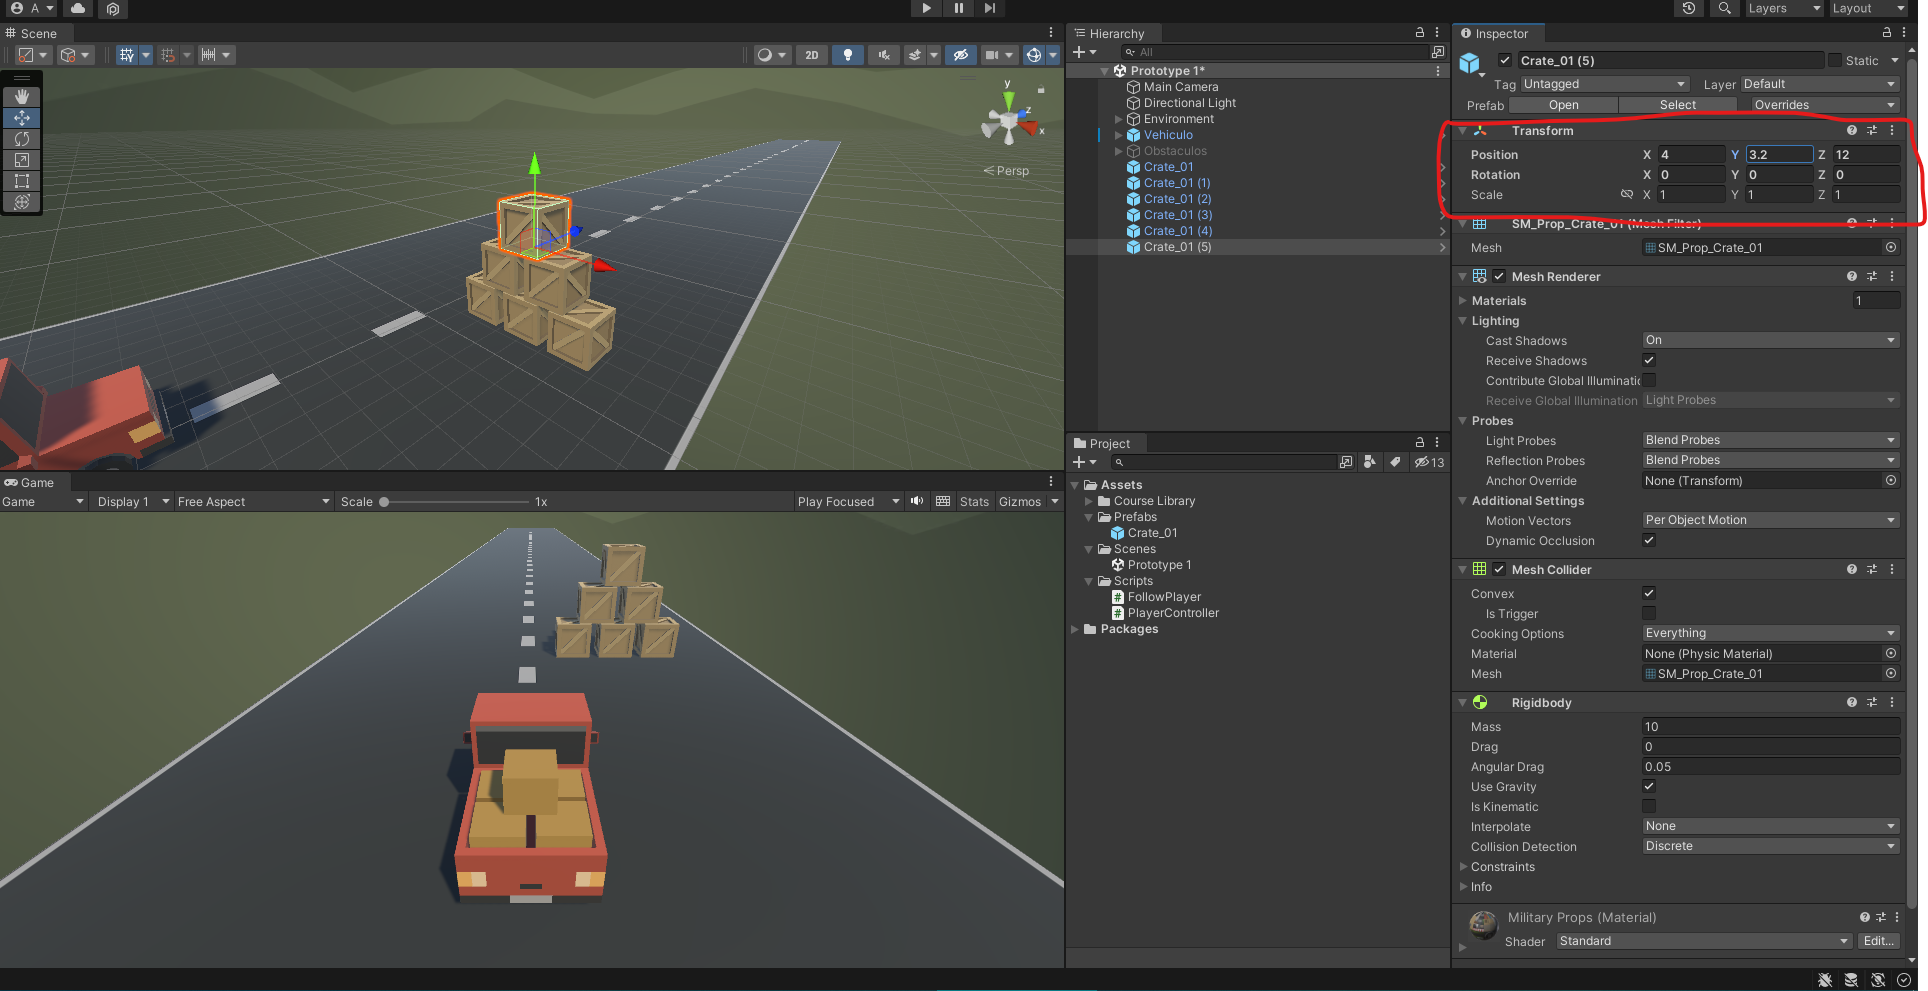 A
Layers
Layout
Scene
2D
y
z
x
Persp
Game
Game
Display 1
Free Aspect
Scale
1x
Play Focused
Stats
Gizmos
Hierarchy
All
Prototype 1*
Main Camera
Directional Light
Environment
Vehiculo
Obstaculos
Crate_01
Crate_01 (1)
Crate_01 (2)
Crate_01 (3)
Crate_01 (4)
Crate_01 (5)
Project
13
Assets
Course Library
Prefabs
Crate_01
Scenes
Prototype 1
Scripts
FollowPlayer
PlayerController
Packages
Inspector
Crate_01 (5) Static
Tag Untagged Layer Default
Prefab Open Select Overrides
Transform
Position X 4 Y 3.2 Z 12
Rotation X 0 Y 0 Z 0
Scale X 1 Y 1 Z 1
SM_Prop_Crate_01 (Mesh Filter)
Mesh SM_Prop_Crate_01
Mesh Renderer
Materials 1
Lighting
Cast Shadows On
Receive Shadows
Contribute Global Illuminatic
Receive Global Illumination Light Probes
Probes
Light Probes Blend Probes
Reflection Probes Blend Probes
Anchor Override None (Transform)
Additional Settings
Motion Vectors Per Object Motion
Dynamic Occlusion
Mesh Collider
Convex
Is Trigger
Cooking Options Everything
Material None (Physic Material)
Mesh SM_Prop_Crate_01
Rigidbody
Mass 10
Drag 0
Angular Drag 0.05
Use Gravity
Is Kinematic
Interpolate None
Collision Detection Discrete
Constraints
Info
Military Props (Material)
Shader Standard Edit...